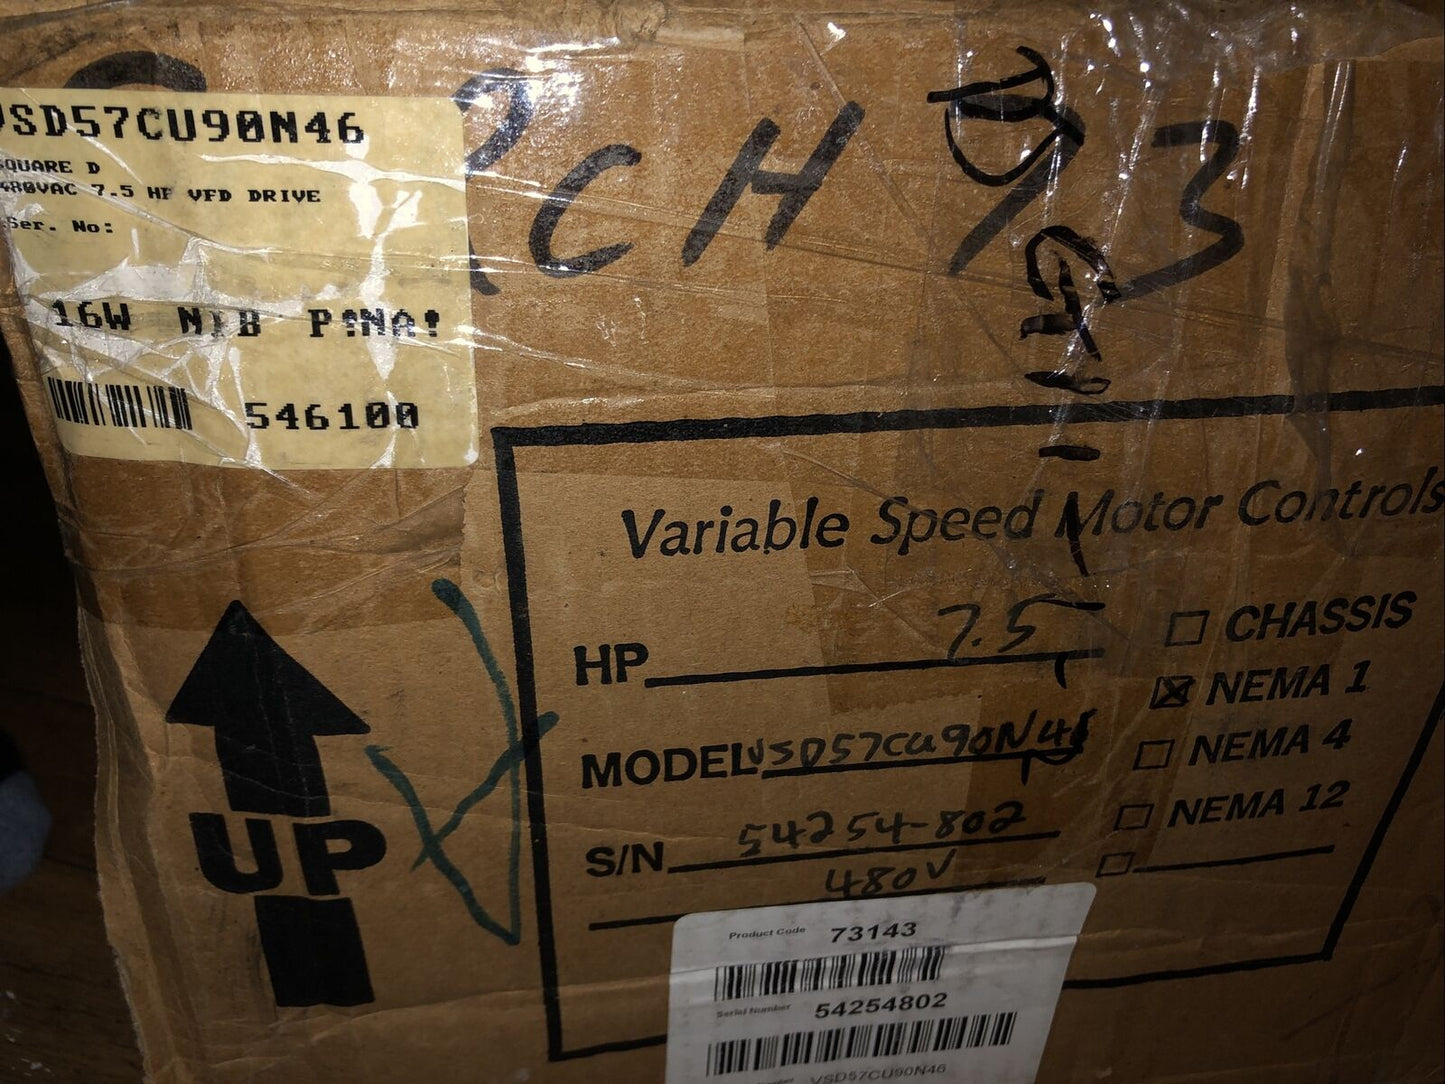 VSD57CU90N46
SQUARE D
480VAC 7.5 HP VFD DRIVE
Ser. No:
16W NIB P!NA!
546100
RCH
93
Variable Speed Motor Controls
HP 7.5
CHASSIS
NEMA 1
MODEL VSD57CU90N46
NEMA 4
NEMA 12
S/N 54254-802
480V
UP
Product Code 73143
Serial Number 54254802
VSD57CU90N46